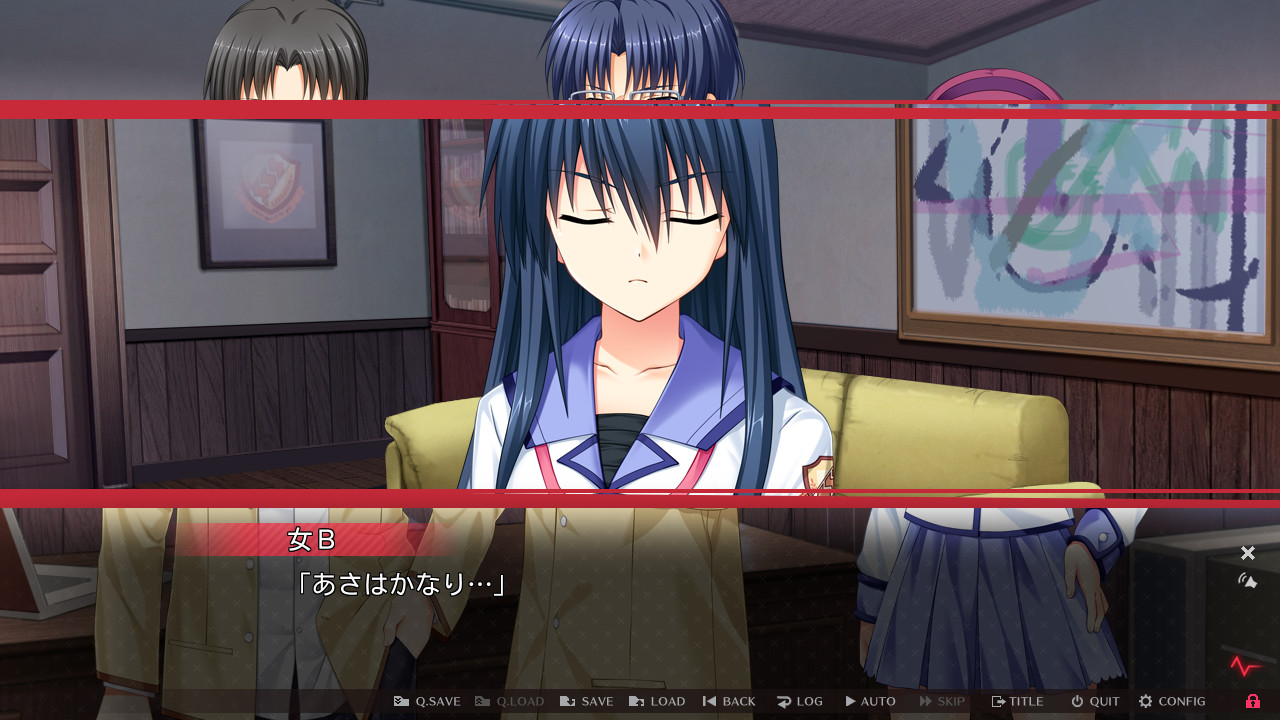 女B
「あさはかなり…」
Q.SAVE Q.LOAD SAVE LOAD BACK LOG AUTO SKIP TITLE QUIT CONFIG